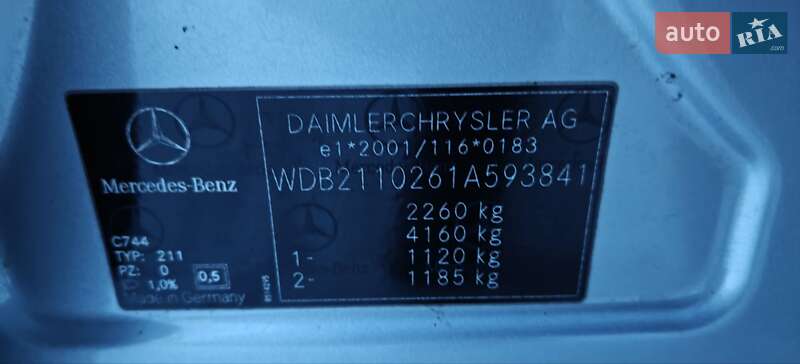 auto RIA .com
Mercedes-Benz
C744
TYP: 211
PZ: 0
1,0% 0,5
Made in Germany
DAIMLERCHRYSLER AG
e1*2001/116*0183
WDB2110261A593841
2260 kg
4160 kg
1- 1120 kg
2- 1185 kg